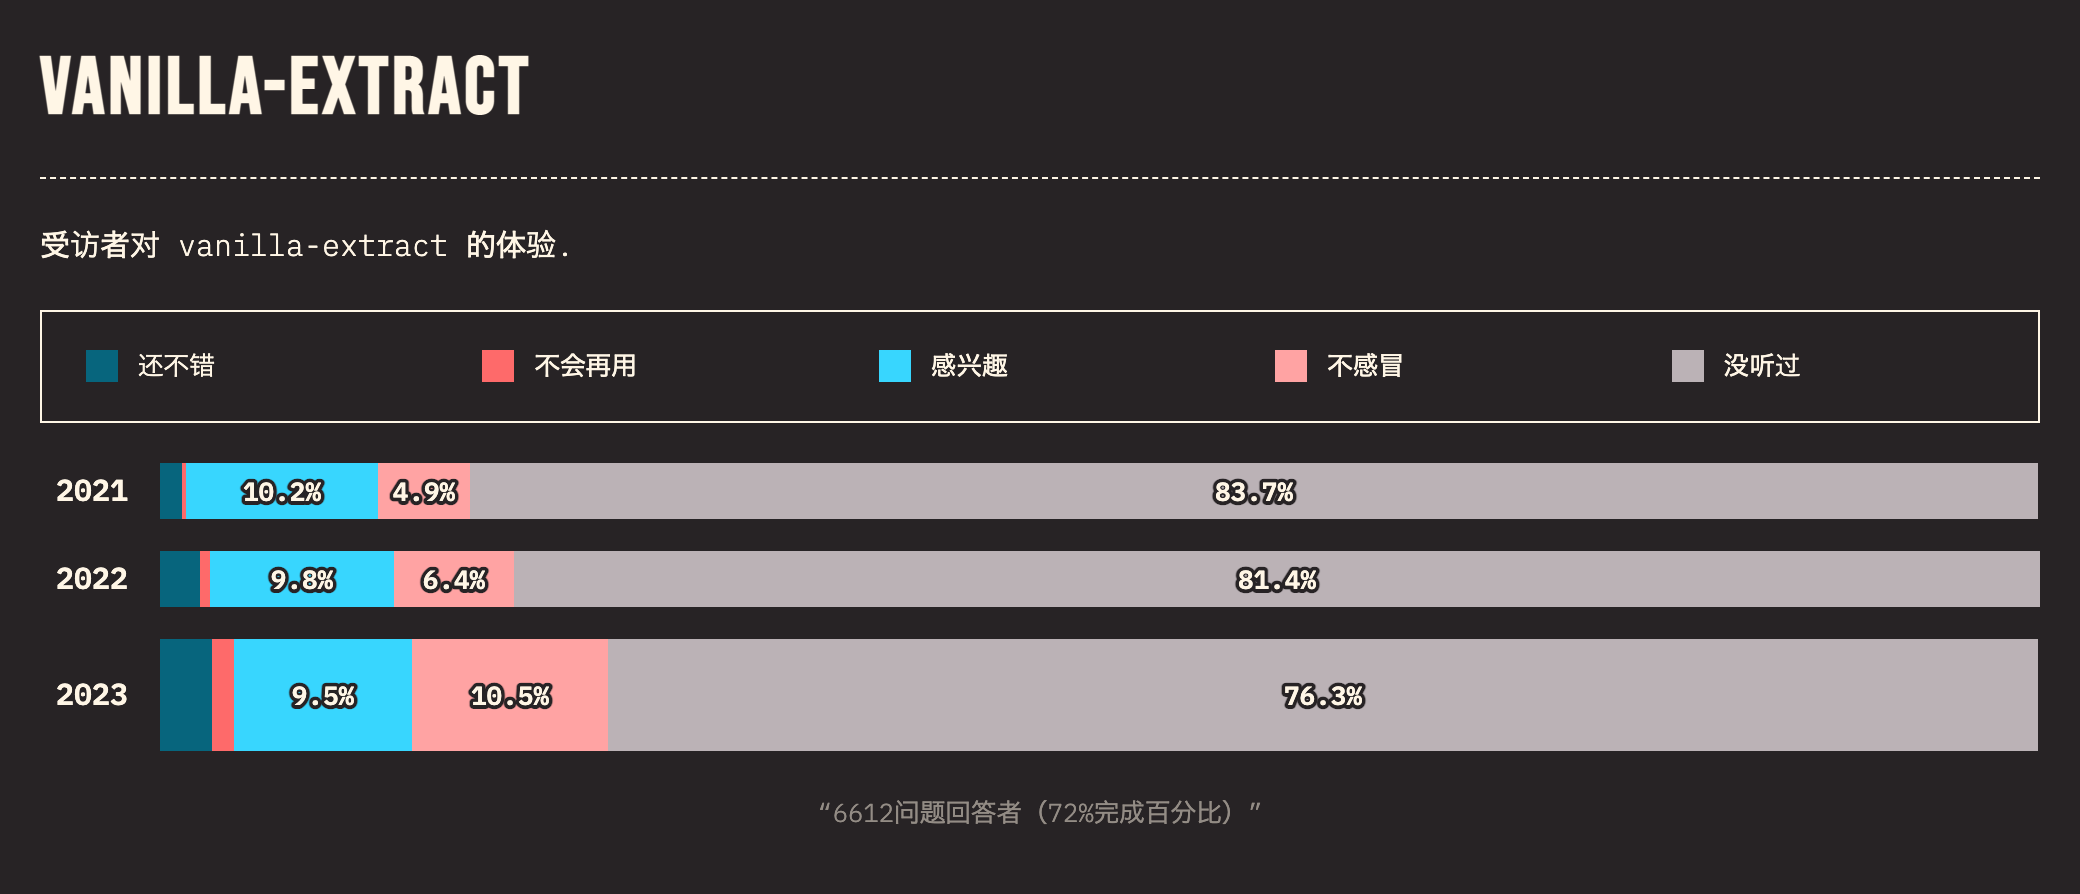 VANILLA-EXTRACT
受访者对 vanilla-extract 的体验.
还不错 不会再用 感兴趣 不感冒 没听过
2021 10.2% 4.9% 83.7%
2022 9.8% 6.4% 81.4%
2023 9.5% 10.5% 76.3%
“6612问题回答者（72%完成百分比）”